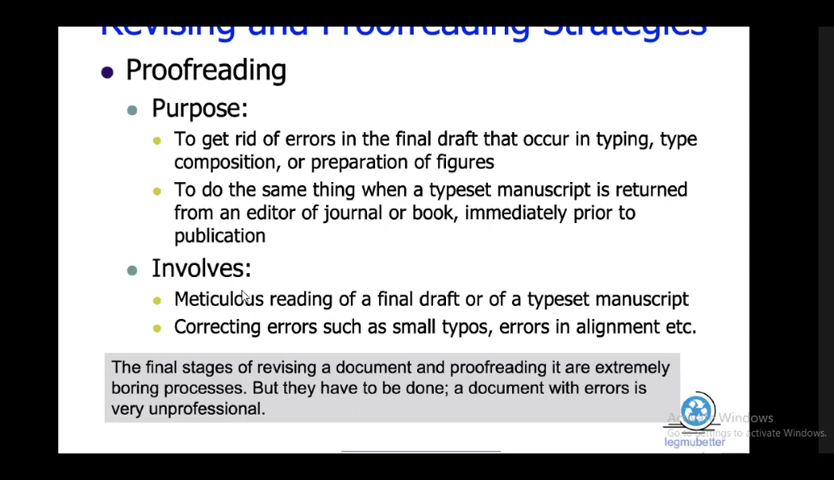 Revising and Proofreading Strategies
Proofreading
Purpose:
To get rid of errors in the final draft that occur in typing, type
composition, or preparation of figures
To do the same thing when a typeset manuscript is returned
from an editor of journal or book, immediately prior to
publication
Involves:
Meticulous reading of a final draft or of a typeset manuscript
Correcting errors such as small typos, errors in alignment etc.
The final stages of revising a document and proofreading it are extremely
boring processes. But they have to be done; a document with errors is
very unprofessional.
Activate Windows
Go to Settings to activate Windows.
legmubetter